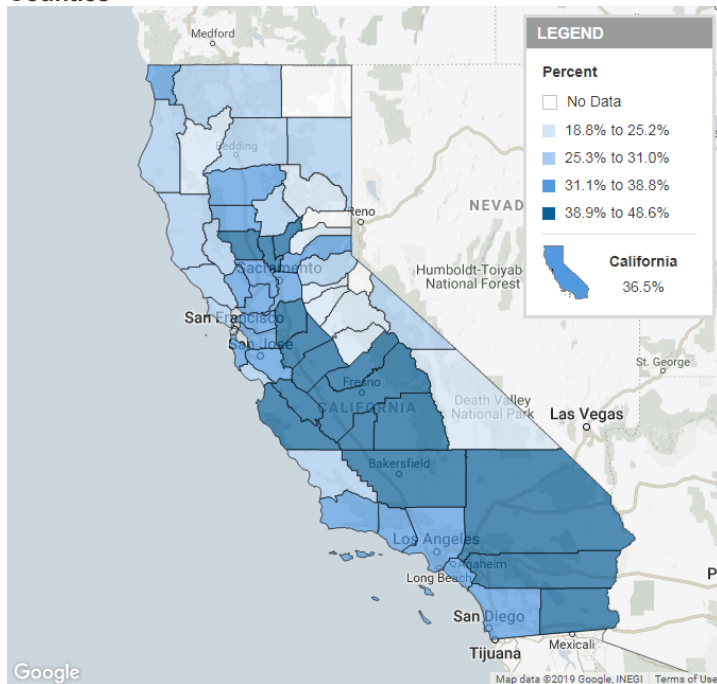 Medford
Redding
Reno
NEVAD
Sacramento
Humboldt-Toiyab
National Forest
San Francisco
San Jose
St. George
Fresno
Death Valley
National Park
CALIFORNIA
Las Vegas
Bakersfield
Los Angeles
Anaheim
Long Beach
P
San Diego
Tijuana
Mexicali
Google
Map data ©2019 Google, INEGI
Terms of Use
LEGEND
Percent
No Data
18.8% to 25.2%
25.3% to 31.0%
31.1% to 38.8%
38.9% to 48.6%
California
36.5%